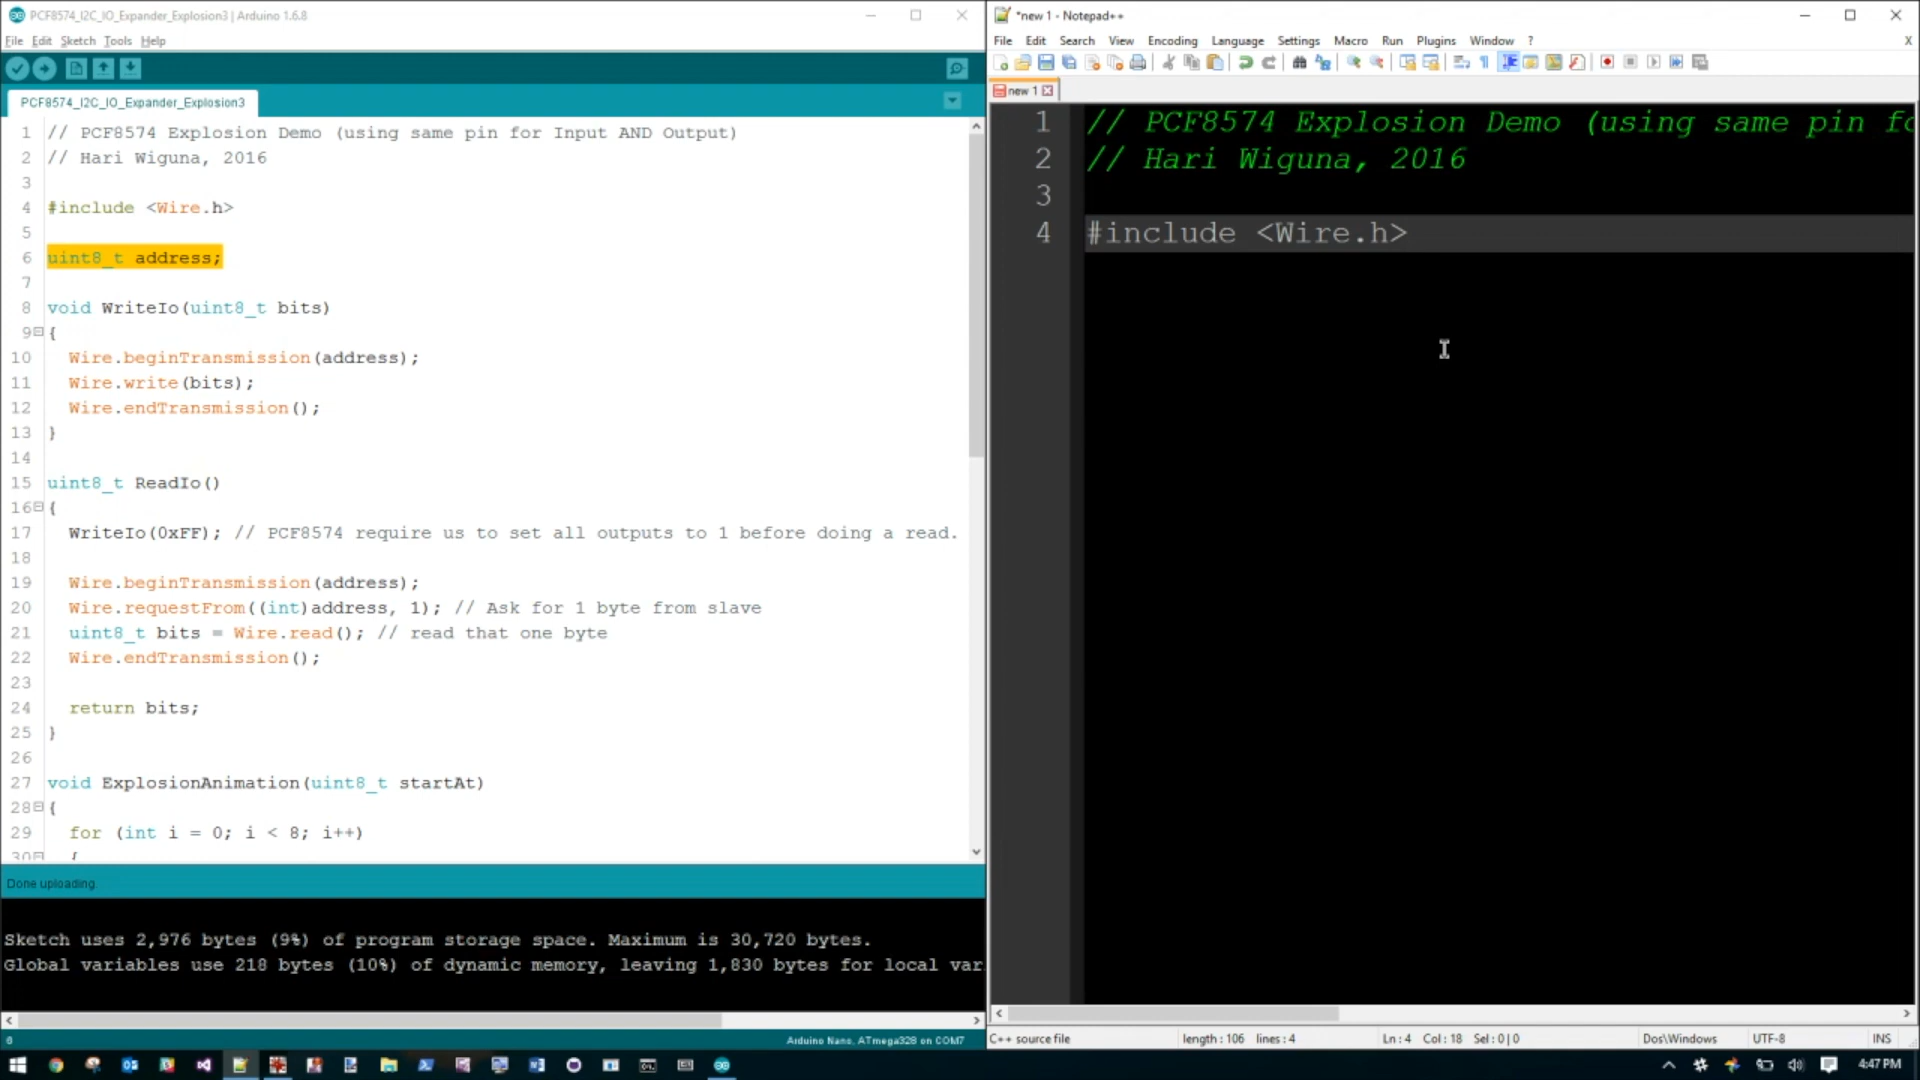 PCF8574_I2C_IO_Expander_Explosion3 | Arduino 1.6.8
File Edit Sketch Tools Help
PCF8574_I2C_IO_Expander_Explosion3
1 // PCF8574 Explosion Demo (using same pin for Input AND Output)
2 // Hari Wiguna, 2016
3
4 #include <Wire.h>
5
6 uint8_t address;
7
8 void WriteIo(uint8_t bits)
9 {
10 Wire.beginTransmission(address);
11 Wire.write(bits);
12 Wire.endTransmission();
13 }
14
15 uint8_t ReadIo()
16 {
17 WriteIo(0xFF); // PCF8574 require us to set all outputs to 1 before doing a read.
18
19 Wire.beginTransmission(address);
20 Wire.requestFrom((int)address, 1); // Ask for 1 byte from slave
21 uint8_t bits = Wire.read(); // read that one byte
22 Wire.endTransmission();
23
24 return bits;
25 }
26
27 void ExplosionAnimation(uint8_t startAt)
28 {
29 for (int i = 0; i < 8; i++)
30 {
Done uploading.
Sketch uses 2,976 bytes (9%) of program storage space. Maximum is 30,720 bytes.
Global variables use 218 bytes (10%) of dynamic memory, leaving 1,830 bytes for local var
Arduino Nano, ATmega328 on COM7
*new 1 - Notepad++
File Edit Search View Encoding Language Settings Macro Run Plugins Window ? X
new 1
1 // PCF8574 Explosion Demo (using same pin fo
2 // Hari Wiguna, 2016
3
4 #include <Wire.h>
C++ source file length : 106 lines : 4 Ln : 4 Col : 18 Sel : 0 | 0 Dos\Windows UTF-8 INS
4:47 PM